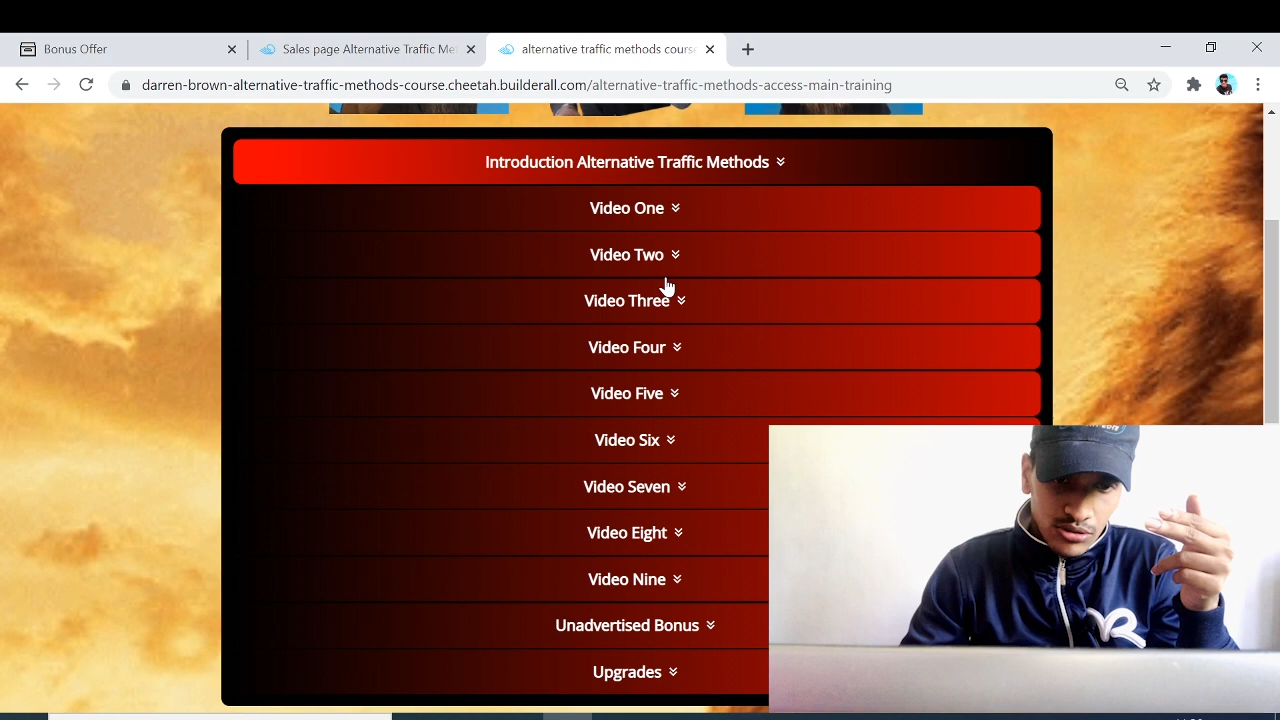 Bonus Offer
Sales page Alternative Traffic Me
alternative traffic methods course
darren-brown-alternative-traffic-methods-course.cheetah.builderall.com/alternative-traffic-methods-access-main-training
Introduction Alternative Traffic Methods
Video One
Video Two
Video Three
Video Four
Video Five
Video Six
Video Seven
Video Eight
Video Nine
Unadvertised Bonus
Upgrades